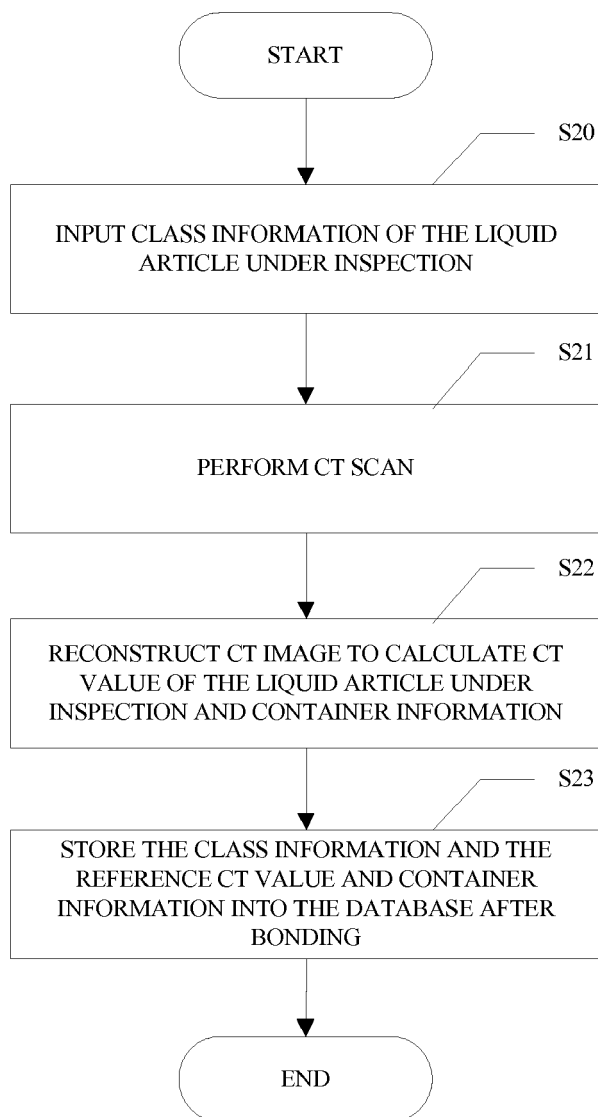 START
S20
INPUT CLASS INFORMATION OF THE LIQUID
ARTICLE UNDER INSPECTION
S21
PERFORM CT SCAN
S22
RECONSTRUCT CT IMAGE TO CALCULATE CT
VALUE OF THE LIQUID ARTICLE UNDER
INSPECTION AND CONTAINER INFORMATION
S23
STORE THE CLASS INFORMATION AND THE
REFERENCE CT VALUE AND CONTAINER
INFORMATION INTO THE DATABASE AFTER
BONDING
END